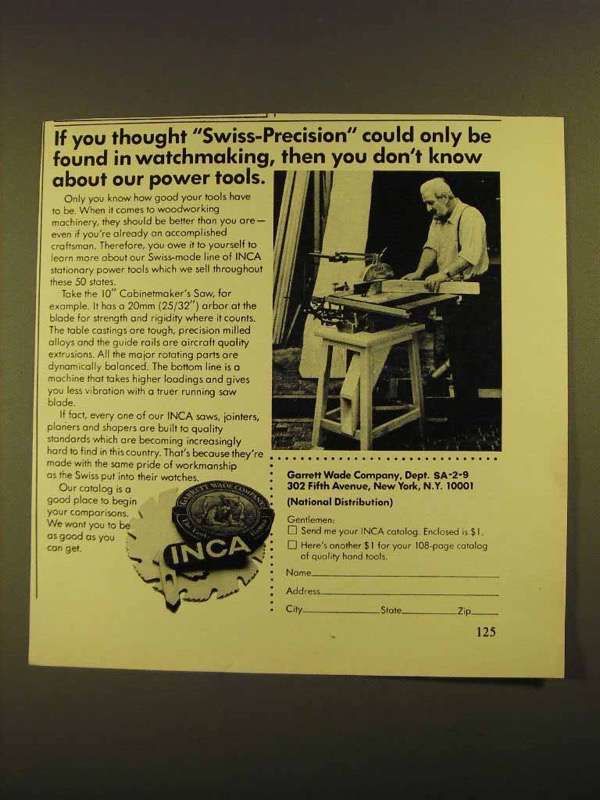 If you thought "Swiss-Precision" could only be
found in watchmaking, then you don't know
about our power tools.
Only you know how good your tools have
to be. When it comes to woodworking
machinery, they should be better than you are—
even if you're already an accomplished
craftsman. Therefore, you owe it to yourself to
learn more about our Swiss-made line of INCA
stationary power tools which we sell throughout
these 50 states.
Take the 10" Cabinetmaker's Saw, for
example. It has a 20mm (25/32") arbor at the
blade for strength and rigidity where it counts.
The table castings are tough, precision milled
alloys and the guide rails are aircraft quality
extrusions. All the major rotating parts are
dynamically balanced. The bottom line is a
machine that takes higher loadings and gives
you less vibration with a truer running saw
blade.
If fact, every one of our INCA saws, jointers,
planers and shapers are built to quality
standards which are becoming increasingly
hard to find in this country. That's because they're
made with the same pride of workmanship
as the Swiss put into their watches.
Our catalog is a
good place to begin
your comparisons.
We want you to be
as good as you
can get.
GARRETT WADE COMPANY
INCA
Garrett Wade Company, Dept. SA-2-9
302 Fifth Avenue, New York, N.Y. 10001
(National Distribution)
Gentlemen:
Send me your INCA catalog. Enclosed is $1.
Here's another $1 for your 108-page catalog
of quality hand tools.
Name
Address
City State Zip
125